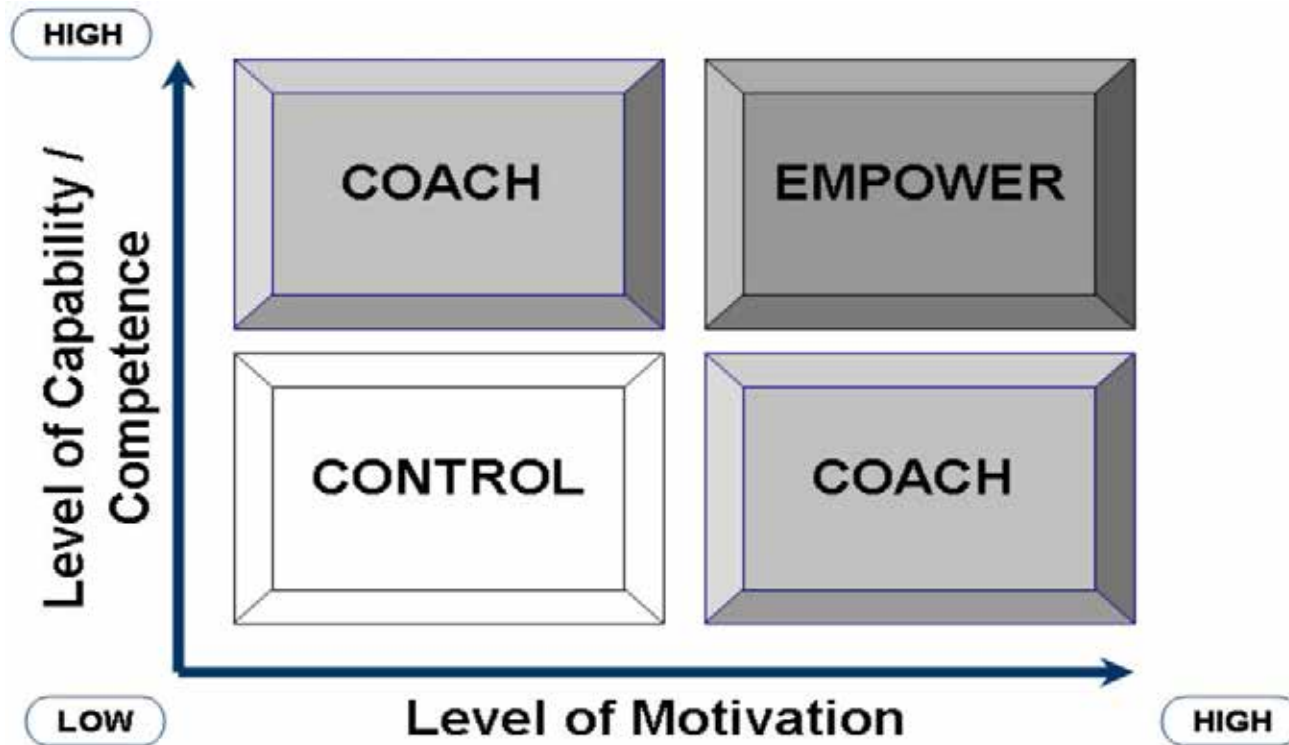 HIGH
Level of Capability /
Competence
COACH
EMPOWER
CONTROL
COACH
LOW
Level of Motivation
HIGH